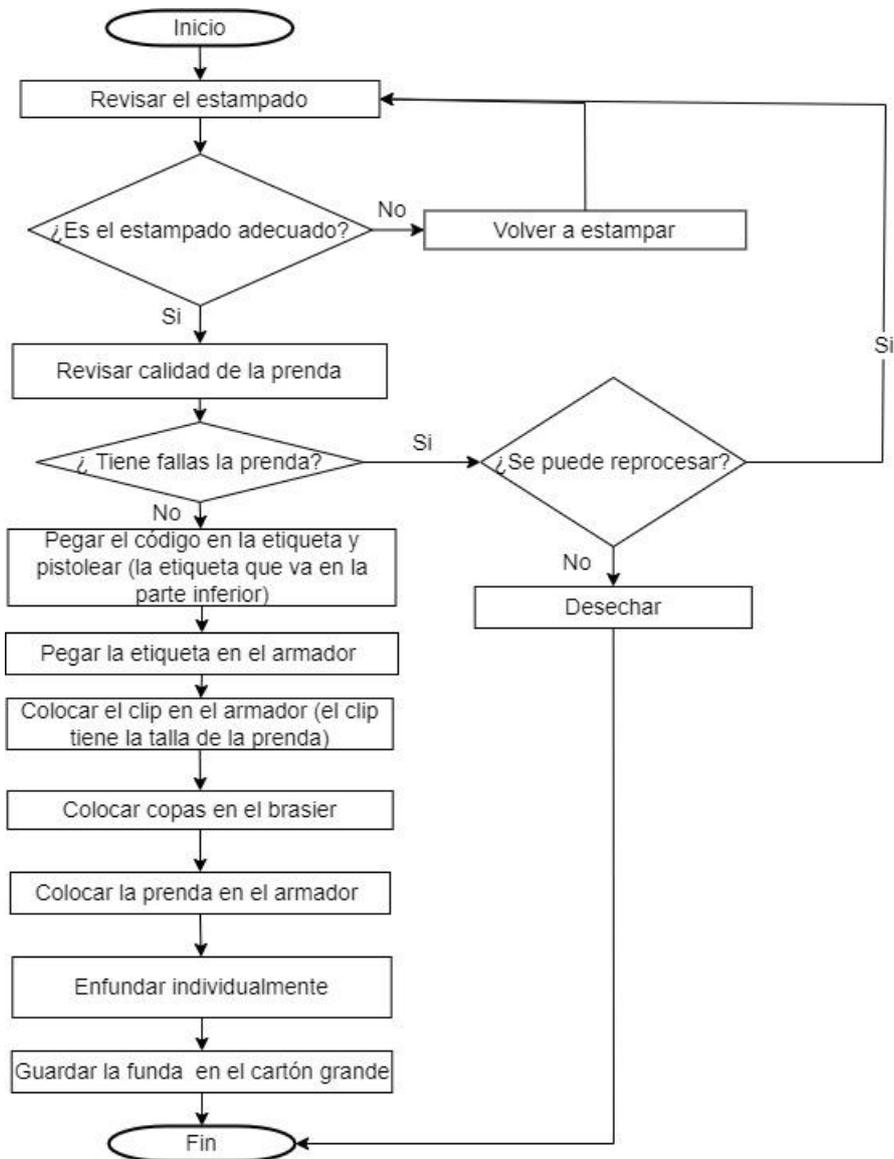 Inicio
Revisar el estampado
¿Es el estampado adecuado?
No
Volver a estampar
Si
Revisar calidad de la prenda
¿ Tiene fallas la prenda?
Si
¿Se puede reprocesar?
Si
No
Desechar
No
Pegar el código en la etiqueta y
pistolear (la etiqueta que va en la
parte inferior)
Pegar la etiqueta en el armador
Colocar el clip en el armador (el clip
tiene la talla de la prenda)
Colocar copas en el brasier
Colocar la prenda en el armador
Enfundar individualmente
Guardar la funda en el cartón grande
Fin